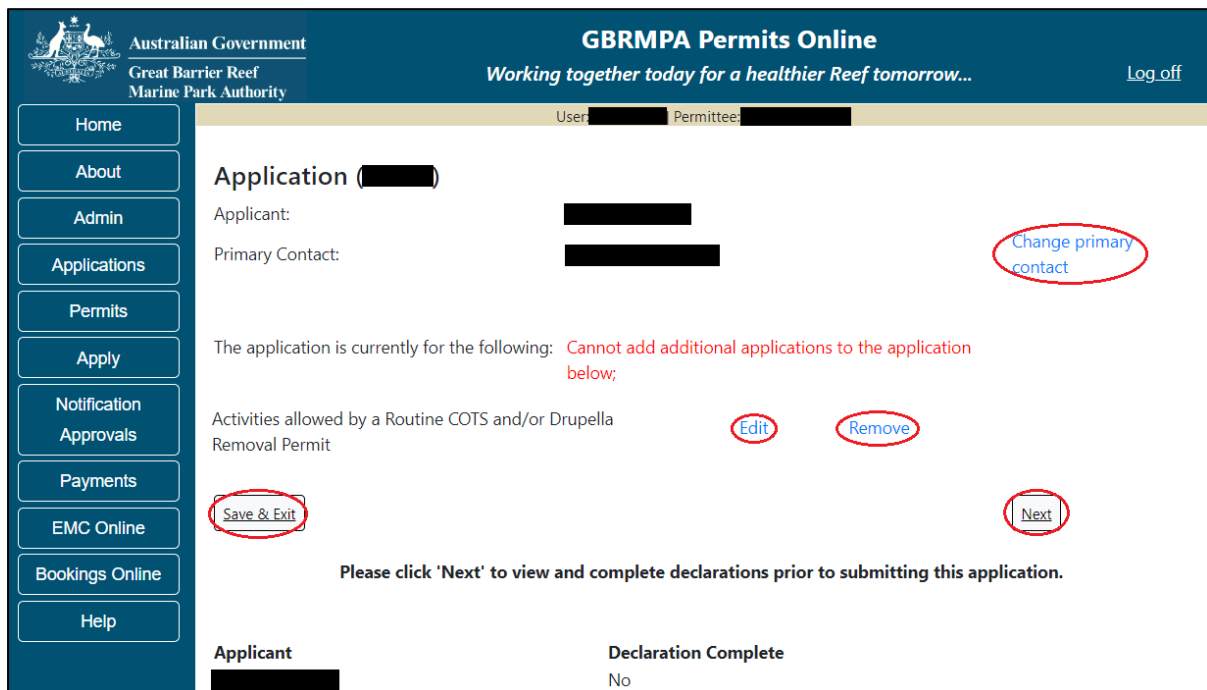 Australian Government
Great Barrier Reef
Marine Park Authority
GBRMPA Permits Online
Working together today for a healthier Reef tomorrow...
Log off
User: | Permittee:
Home
About
Admin
Applications
Permits
Apply
Notification
Approvals
Payments
EMC Online
Bookings Online
Help
Application ( )
Applicant:
Primary Contact:
Change primary
contact
The application is currently for the following:
Cannot add additional applications to the application
below;
Activities allowed by a Routine COTS and/or Drupella
Removal Permit
Edit
Remove
Save & Exit
Next
Please click 'Next' to view and complete declarations prior to submitting this application.
Applicant
Declaration Complete
No